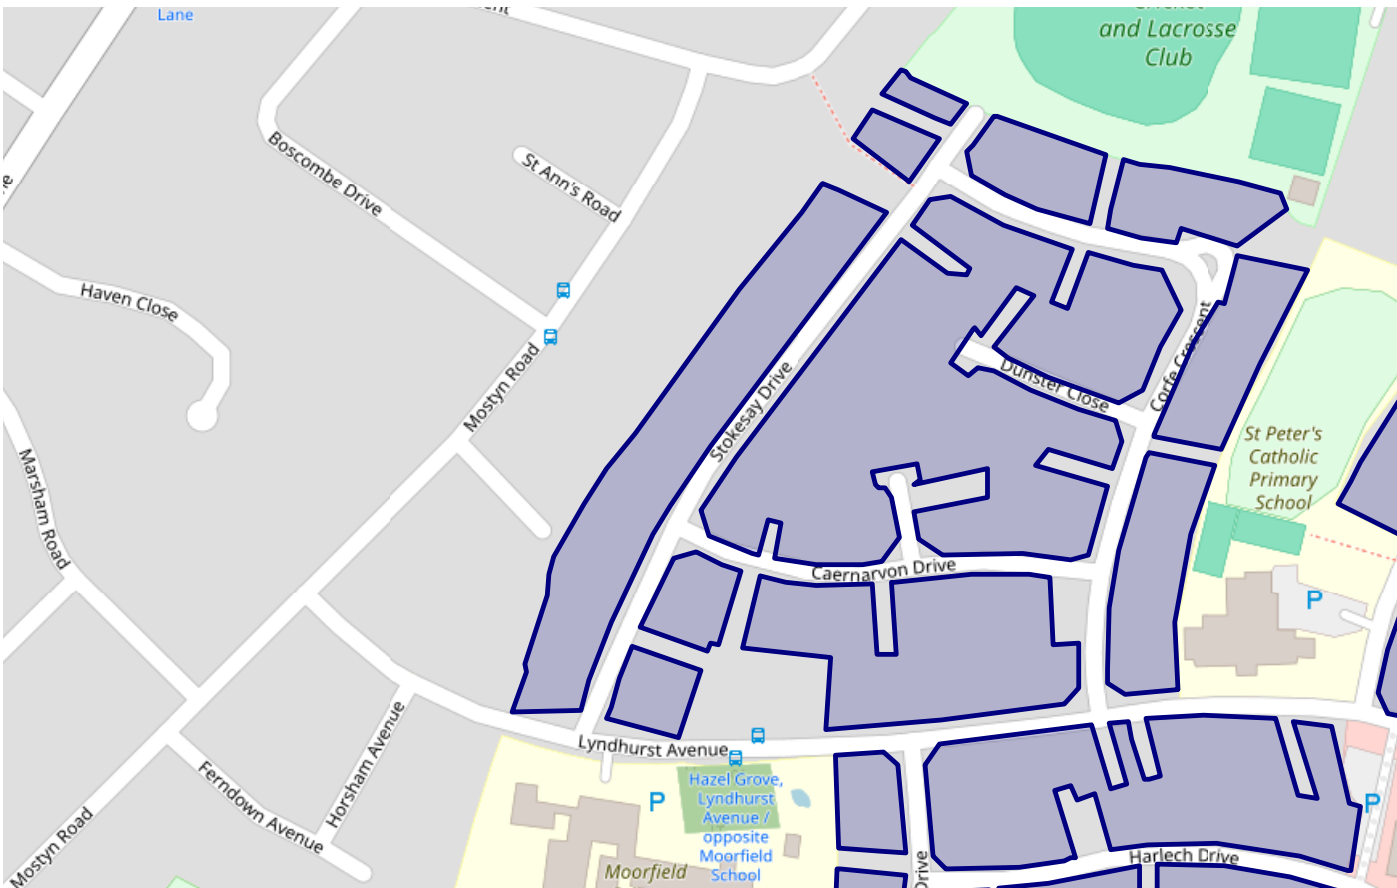 Lane
and Lacrosse
Club
Boscombe Drive
St Ann's Road
Haven Close
Mostyn Road
Stokesay Drive
Dunster Close
Corfe Crescent
St Peter's
Catholic
Primary
School
Marsham Road
Caernarvon Drive
P
Lyndhurst Avenue
Horsham Avenue
Ferndown Avenue
Mostyn Road
Hazel Grove,
Lyndhurst
Avenue /
opposite
Moorfield
School
P
P
Moorfield
Drive
Harlech Drive